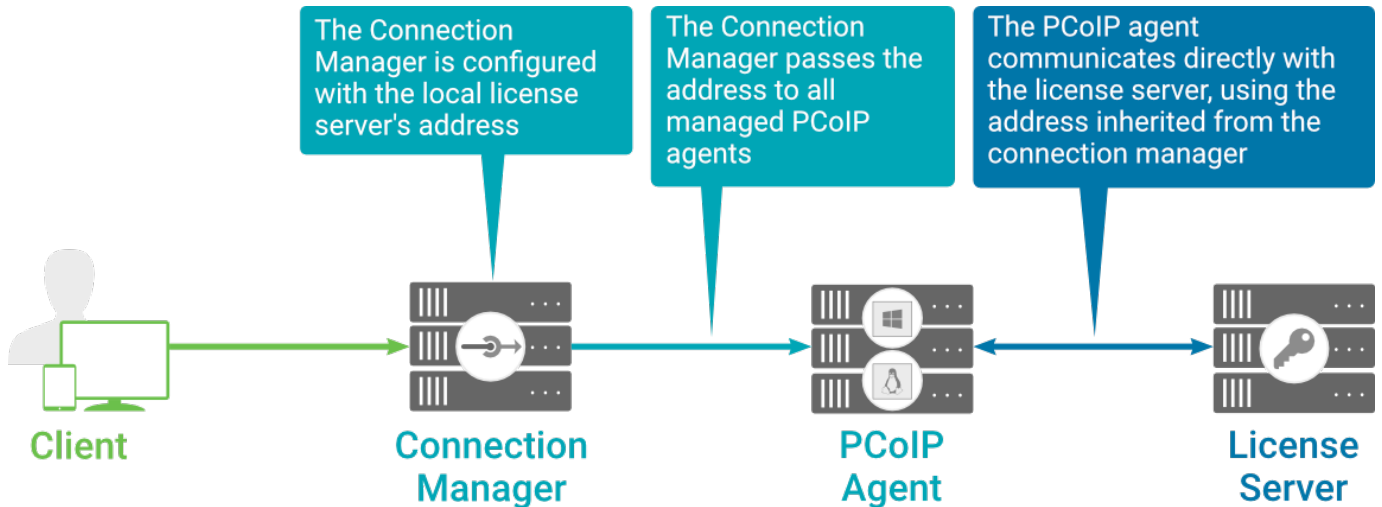 The Connection
Manager is configured
with the local license
server's address
The Connection
Manager passes the
address to all
managed PCoIP
agents
The PCoIP agent
communicates directly with
the license server, using the
address inherited from the
connection manager
Client
Connection
Manager
PCoIP
Agent
License
Server